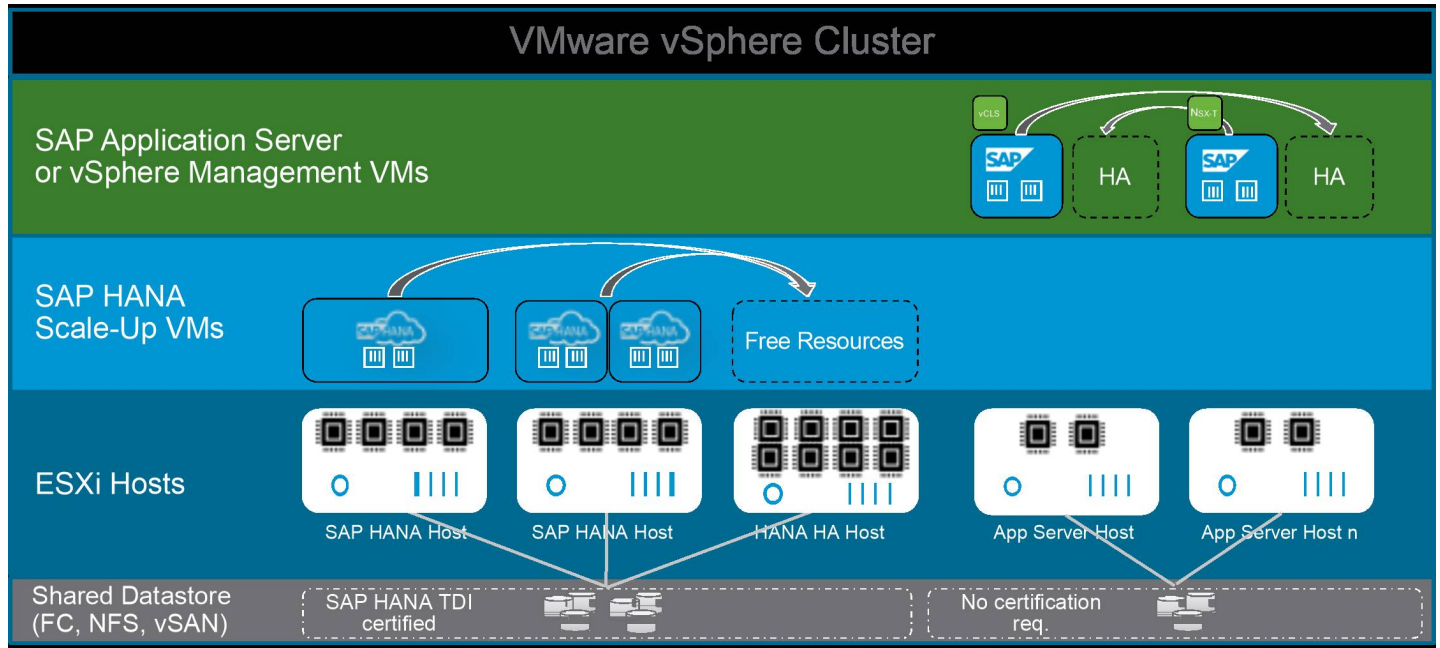 VMware vSphere Cluster
SAP Application Server
or vSphere Management VMs
vCLS
NSX-T
SAP
HA
SAP
HA
SAP HANA
Scale-Up VMs
SAP HANA
SAP HANA
SAP HANA
Free Resources
ESXi Hosts
SAP HANA Host
SAP HANA Host
HANA HA Host
App Server Host
App Server Host n
Shared Datastore
(FC, NFS, vSAN)
SAP HANA TDI
certified
No certification
req.